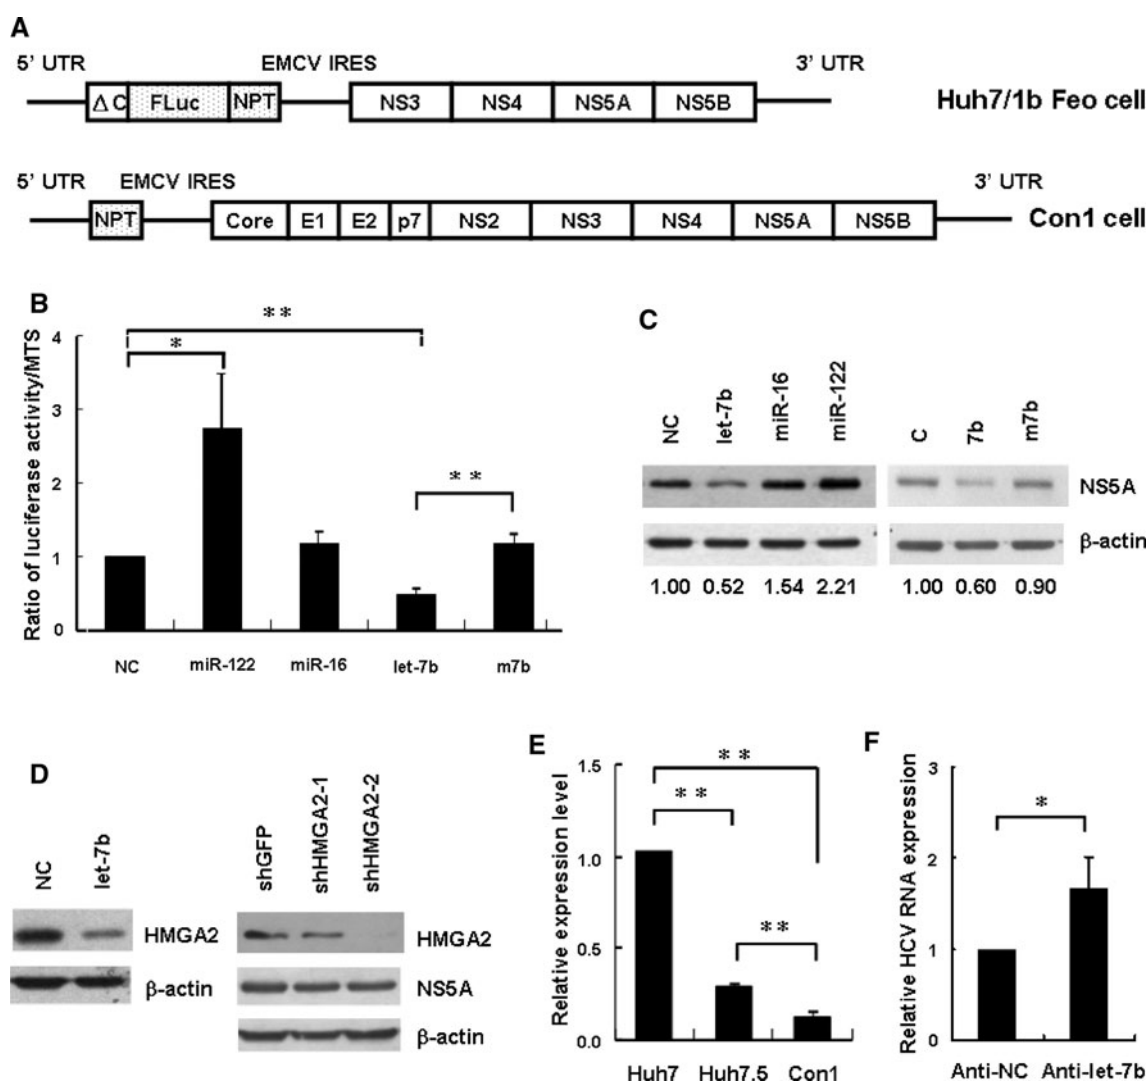 A
5' UTR EMCV IRES 3' UTR
Δ C FLuc NPT NS3 NS4 NS5A NS5B
Huh7/1b Feo cell
5' UTR EMCV IRES 3' UTR
NPT Core E1 E2 p7 NS2 NS3 NS4 NS5A NS5B
Con1 cell
B
Ratio of luciferase activity/MTS
4
3
2
1
0
**
*
**
NC miR-122 miR-16 let-7b m7b
C
NC let-7b miR-16 miR-122 C 7b m7b
NS5A
β-actin
1.00 0.52 1.54 2.21 1.00 0.60 0.90
D
NC let-7b
HMGA2
β-actin
shGFP shHMGA2-1 shHMGA2-2
HMGA2
NS5A
β-actin
E
Relative expression level
1.5
1.0
0.5
0.0
**
**
**
Huh7 Huh7.5 Con1
F
Relative HCV RNA expression
3
2
1
0
*
Anti-NC Anti-let-7b